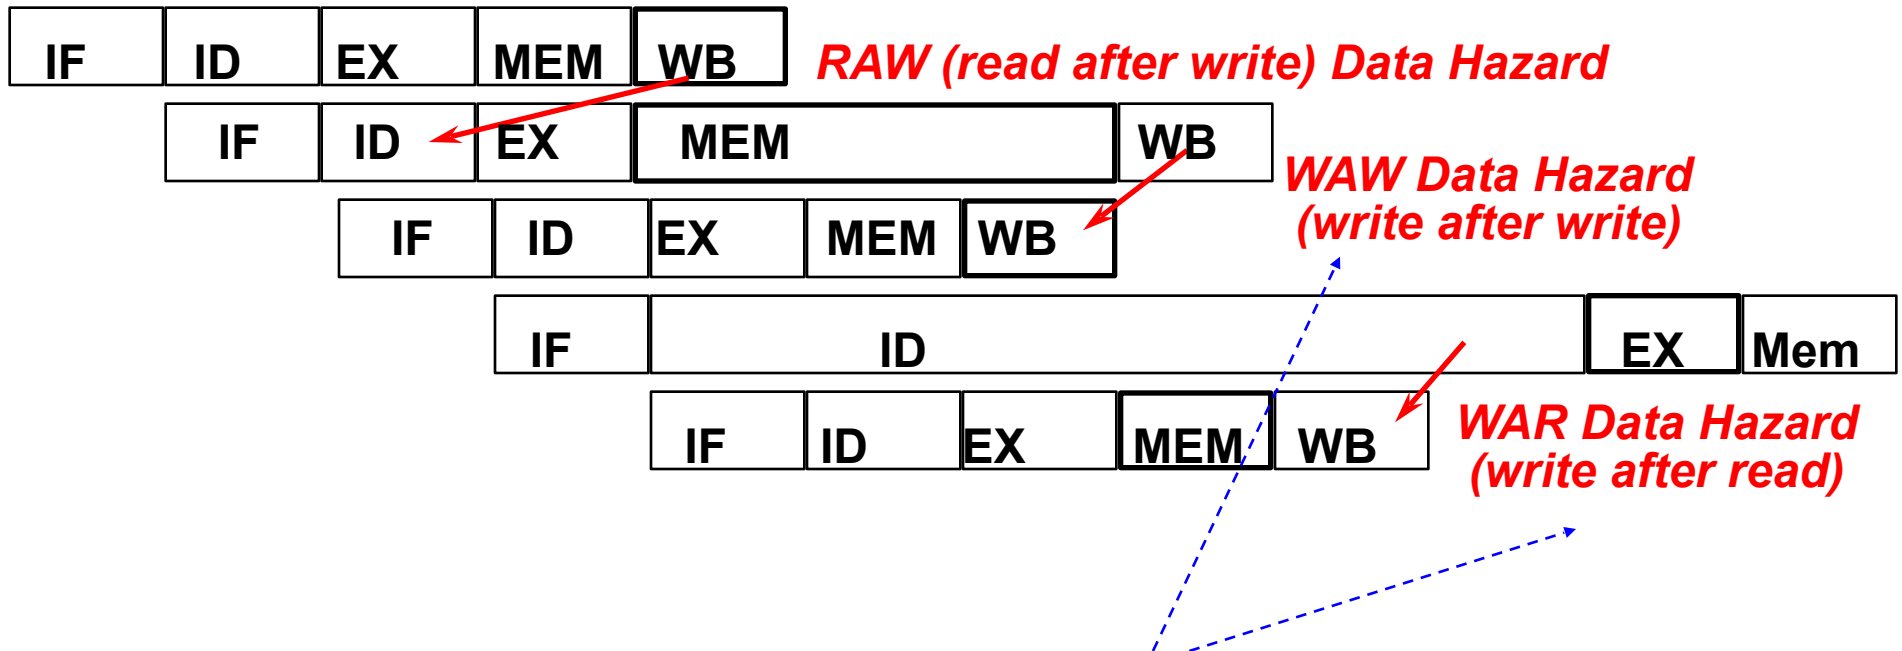 IF ID EX MEM WB RAW (read after write) Data Hazard
IF ID EX MEM WB
WAW Data Hazard
(write after write)
IF ID EX MEM WB
IF ID EX Mem
IF ID EX MEM WB
WAR Data Hazard
(write after read)